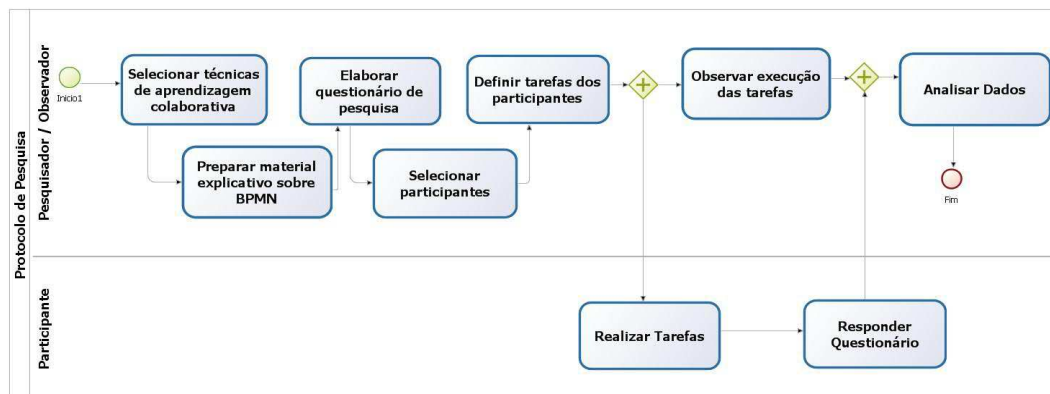 Protocolo de Pesquisa
Pesquisador / Observador
Início1
Selecionar técnicas
de aprendizagem
colaborativa
Preparar material
explicativo sobre
BPMN
Elaborar
questionário de
pesquisa
Selecionar
participantes
Definir tarefas dos
participantes
Observar execução
das tarefas
Analisar Dados
Fim
Participante
Realizar Tarefas
Responder
Questionário